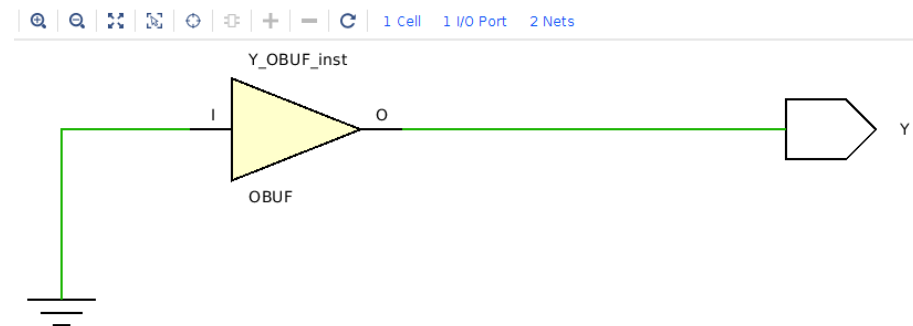 1 Cell 1 I/O Port 2 Nets
Y_OBUF_inst
I
O
Y
OBUF